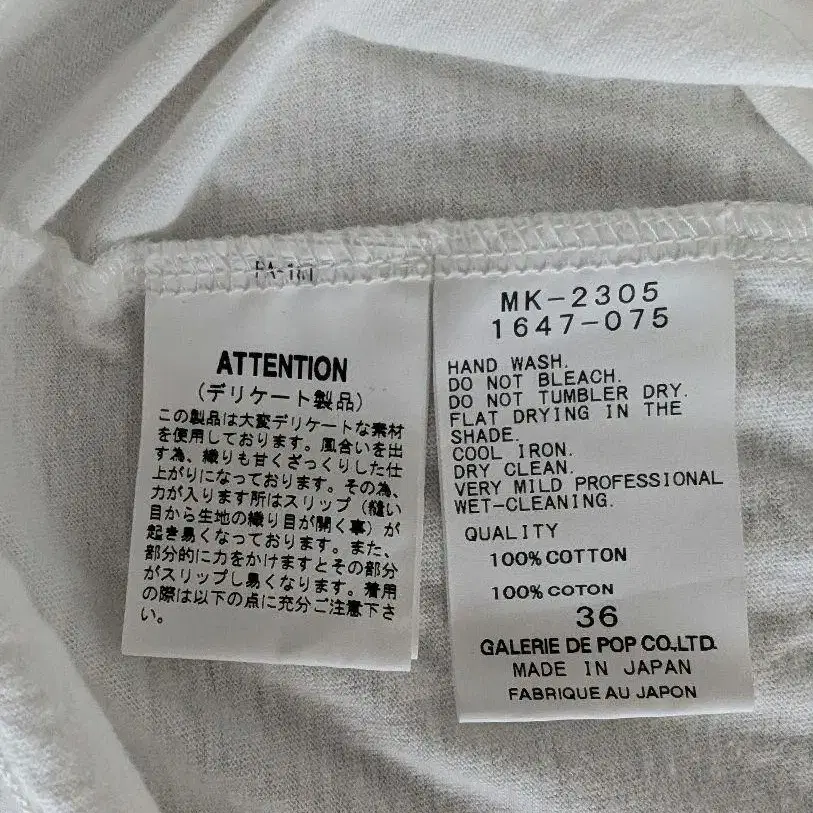 ATTENTION
(デリケート製品)
この製品は大変デリケートな素材
を使用しております。風合いを出
す為、織りも甘くざっくりした仕
上がりになっております。その為、
力が入ります所はスリップ(縫い
目から生地の織り目が開く事)が
起き易くなっております。また、
部分的に力をかけますとその部分
がスリップし易くなります。着用
の際は以下の点に充分ご注意下さ
い。
MK-2305
1647-075
HAND WASH.
DO NOT BLEACH.
DO NOT TUMBLER DRY.
FLAT DRYING IN THE
SHADE.
COOL IRON.
DRY CLEAN.
VERY MILD PROFESSIONAL
WET-CLEANING.
QUALITY
100%COTTON
100%COTON
36
GALERIE DE POP CO.,LTD.
MADE IN JAPAN
FABRIQUE AU JAPON